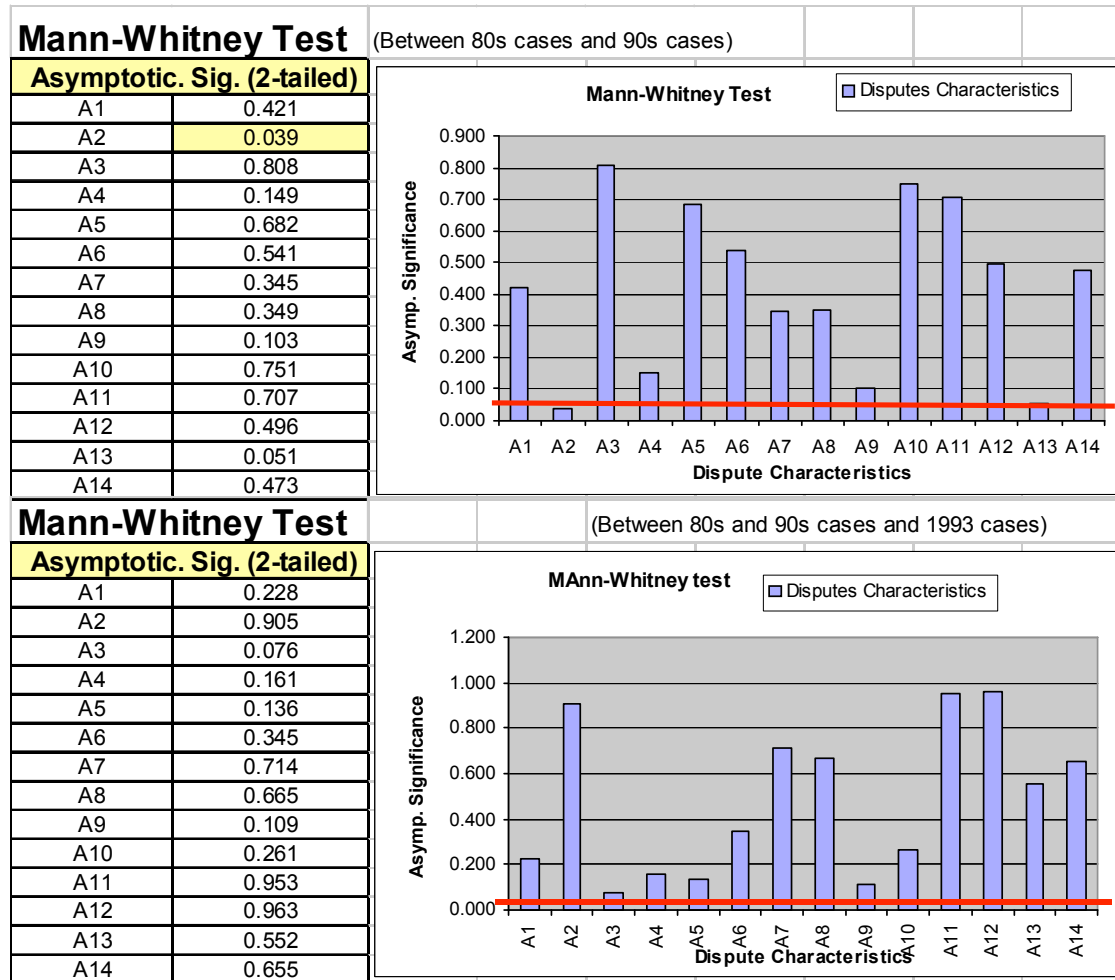 Mann-Whitney Test (Between 80s cases and 90s cases)
Asymptotic. Sig. (2-tailed)
A1 0.421
A2 0.039
A3 0.808
A4 0.149
A5 0.682
A6 0.541
A7 0.345
A8 0.349
A9 0.103
A10 0.751
A11 0.707
A12 0.496
A13 0.051
A14 0.473
Mann-Whitney Test
Disputes Characteristics
Asymp. Significance
0.900
0.800
0.700
0.600
0.500
0.400
0.300
0.200
0.100
0.000
A1 A2 A3 A4 A5 A6 A7 A8 A9 A10 A11 A12 A13 A14
Dispute Characteristics
Mann-Whitney Test (Between 80s and 90s cases and 1993 cases)
Asymptotic. Sig. (2-tailed)
A1 0.228
A2 0.905
A3 0.076
A4 0.161
A5 0.136
A6 0.345
A7 0.714
A8 0.665
A9 0.109
A10 0.261
A11 0.953
A12 0.963
A13 0.552
A14 0.655
MAnn-Whitney test
Disputes Characteristics
Asymp. Significance
1.200
1.000
0.800
0.600
0.400
0.200
0.000
A1 A2 A3 A4 A5 A6 A7 A8 A9 A10 A11 A12 A13 A14
Dispute Characteristics